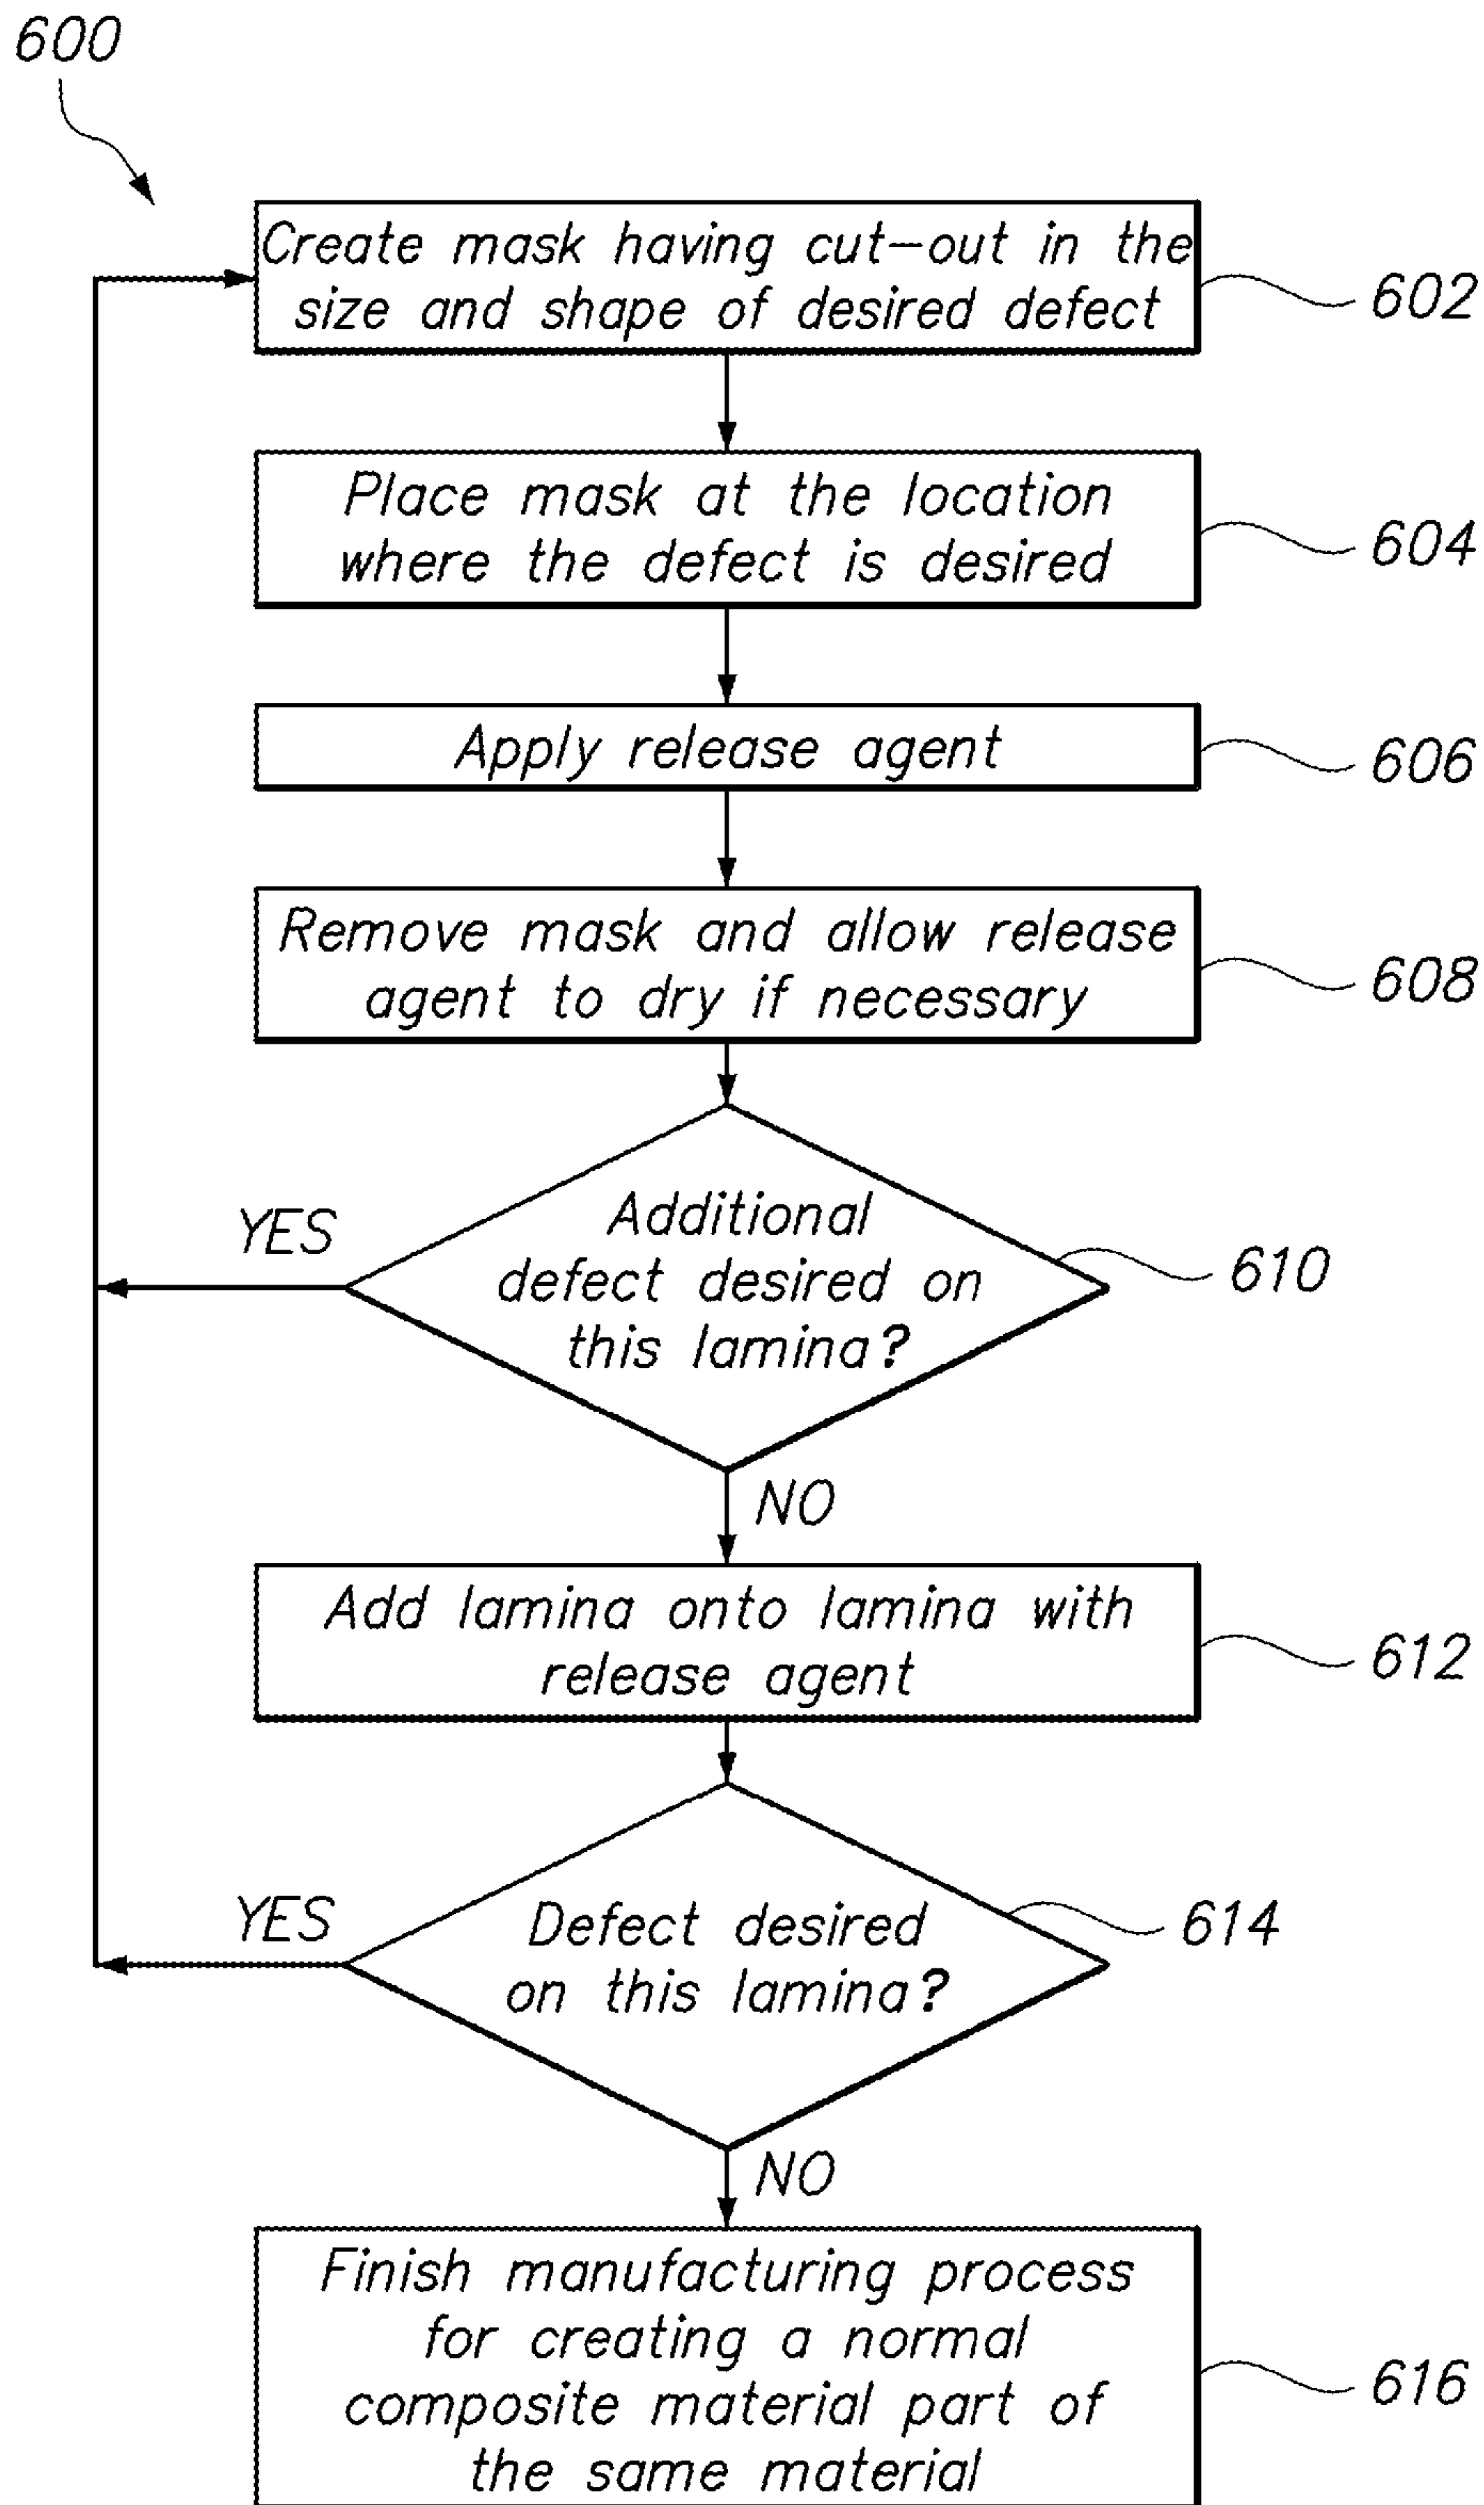 600
Create mask having cut-out in the
size and shape of desired defect
602
Place mask at the location
where the defect is desired
604
Apply release agent
606
Remove mask and allow release
agent to dry if necessary
608
YES
Additional
defect desired on
this lamina?
610
NO
Add lamina onto lamina with
release agent
612
YES
Defect desired
on this lamina?
614
NO
Finish manufacturing process
for creating a normal
composite material part of
the same material
616